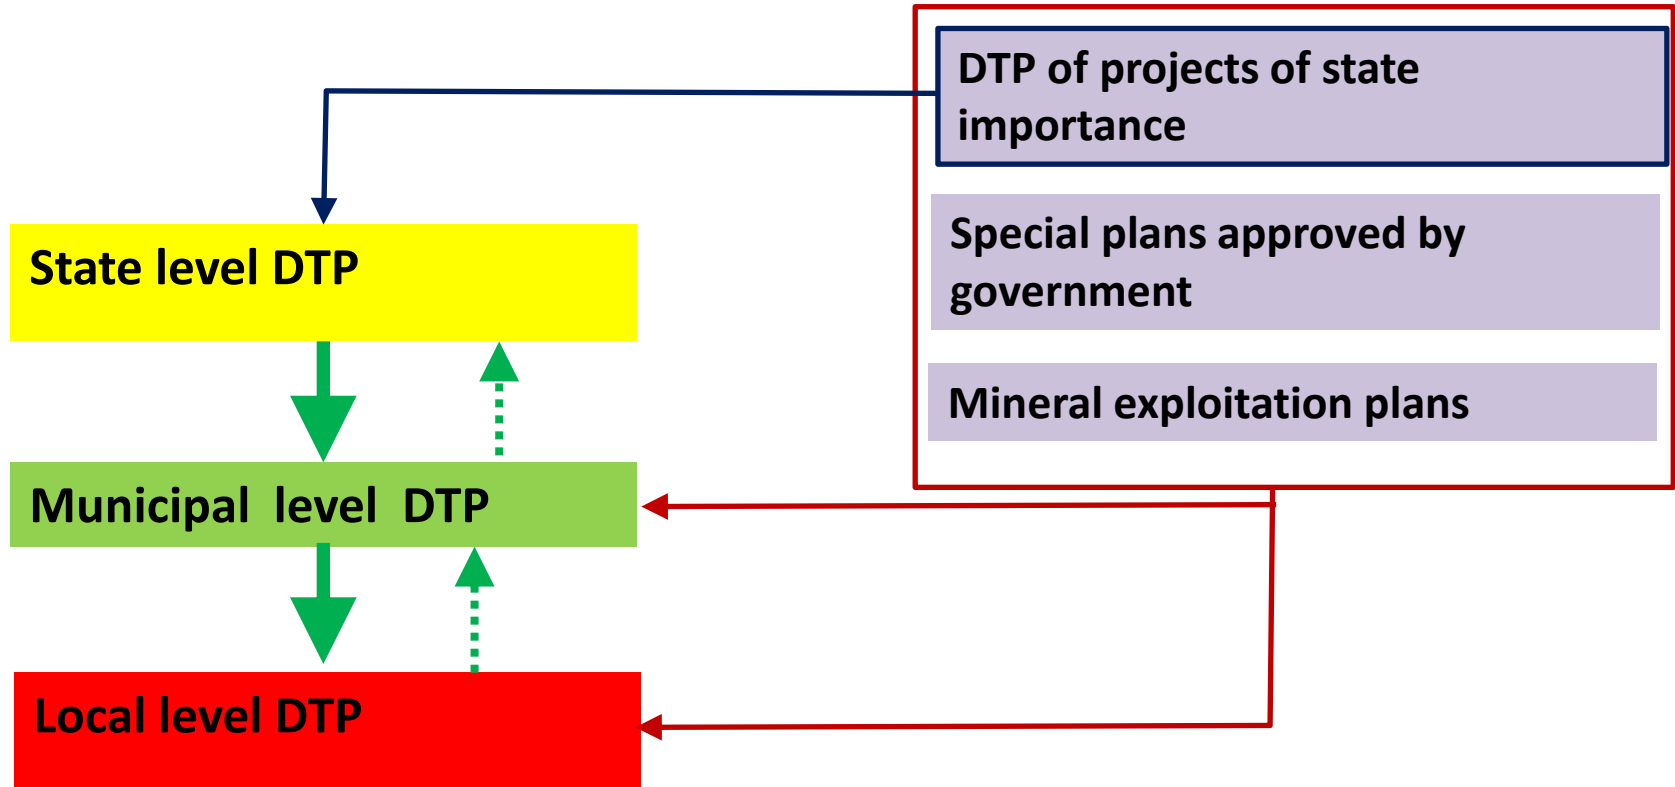 DTP of projects of state
importance
Special plans approved by
government
Mineral exploitation plans
State level DTP
Municipal level DTP
Local level DTP